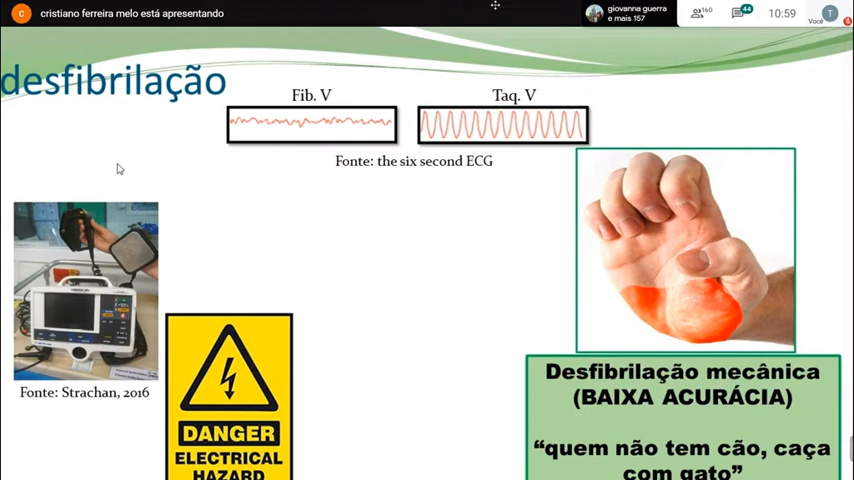 cristiano ferreira melo está apresentando
giovanna guerra
e mais 157
160
44
10:59
Você
T
c
desfibrilação
Fib. V
Taq. V
Fonte: the six second ECG
Fonte: Strachan, 2016
DANGER
ELECTRICAL
HAZARD
Desfibrilação mecânica
(BAIXA ACURÁCIA)
“quem não tem cão, caça
com gato”